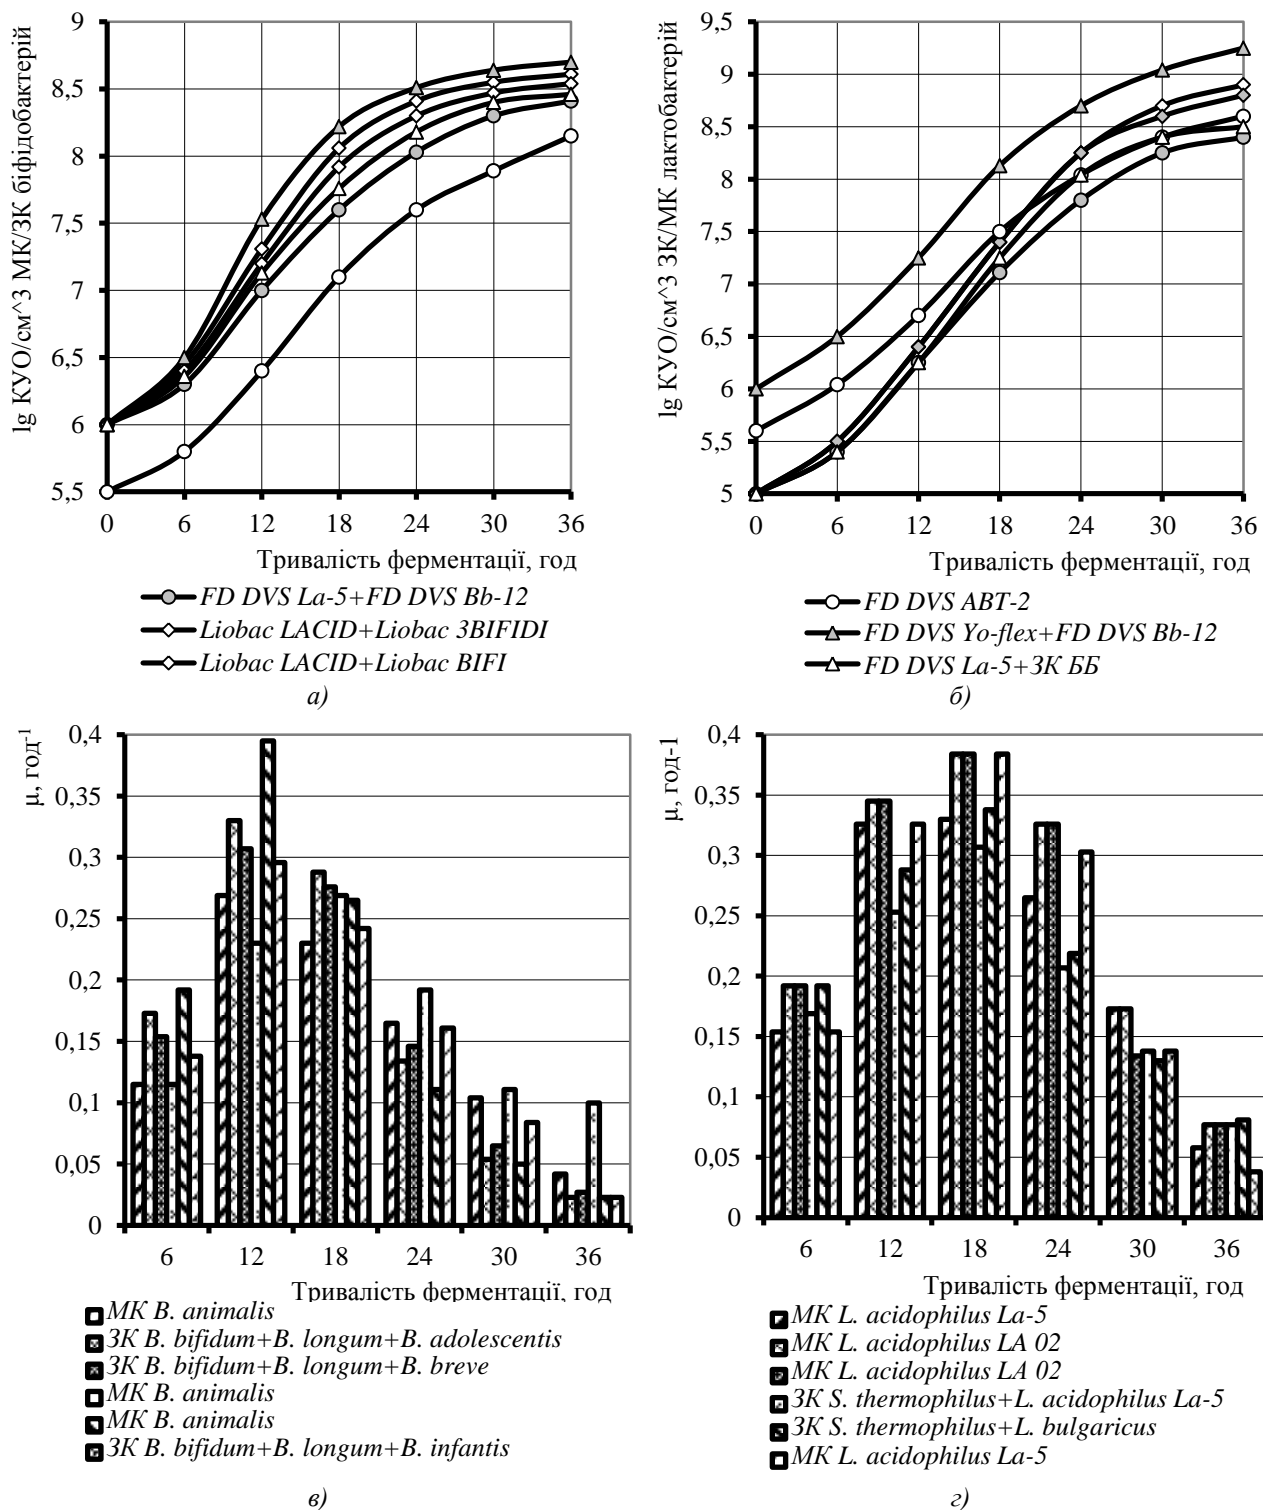 lg КУО/см^3 МК/ЗК біфідобактерій
9
8,5
8
7,5
7
6,5
6
5,5
0 6 12 18 24 30 36
Тривалість ферментації, год
FD DVS La-5+FD DVS Bb-12
Liobac LACID+Liobac 3BIFIDI
Liobac LACID+Liobac BIFI
а)
lg КУО/см^3 ЗК/МК лактобактерій
9,5
9
8,5
8
7,5
7
6,5
6
5,5
5
0 6 12 18 24 30 36
Тривалість ферментації, год
FD DVS ABT-2
FD DVS Yo-flex+FD DVS Bb-12
FD DVS La-5+ЗК ББ
б)
μ, год-1
0,4
0,35
0,3
0,25
0,2
0,15
0,1
0,05
0
6 12 18 24 30 36
Тривалість ферментації, год
МК B. animalis
ЗК B. bifidum+B. longum+B. adolescentis
ЗК B. bifidum+B. longum+B. breve
МК B. animalis
МК B. animalis
ЗК B. bifidum+B. longum+B. infantis
в)
μ, год-1
0,4
0,35
0,3
0,25
0,2
0,15
0,1
0,05
0
6 12 18 24 30 36
Тривалість ферментації, год
МК L. acidophilus La-5
МК L. acidophilus LA 02
МК L. acidophilus LA 02
ЗК S. thermophilus+L. acidophilus La-5
ЗК S. thermophilus+L. bulgaricus
МК L. acidophilus La-5
г)